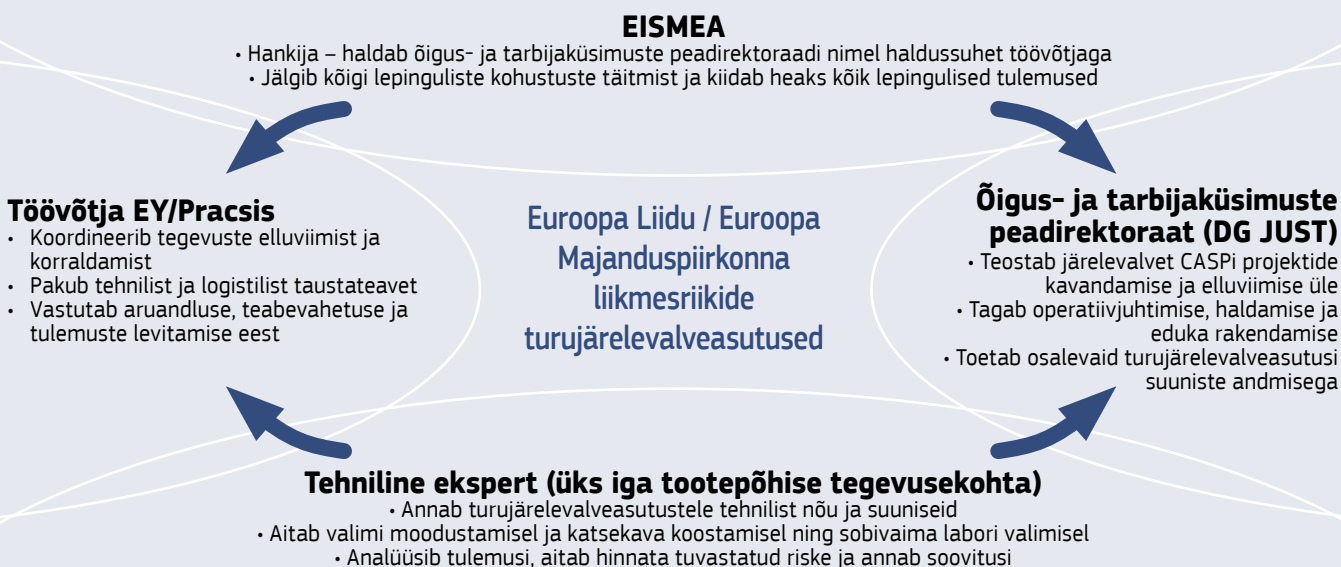 EISMEA
• Hankija – haldab õigus- ja tarbijaküsimuste peadirektoraadi nimel haldussuhet töövõtjaga
• Jälgib kõigi lepinguliste kohustuste täitmist ja kiidab heaks kõik lepingulised tulemused
Töövõtja EY/Pracsis
• Koordineerib tegevuste elluviimist ja
korraldamist
• Pakub tehnilist ja logistilist taustateavet
• Vastutab aruandluse, teabevahetuse ja
tulemuste levitamise eest
Euroopa Liidu / Euroopa
Majanduspiirkonna
liikmesriikide
turujärelevalveasutused
Õigus- ja tarbijaküsimuste
peadirektoraat (DG JUST)
• Teostab järelevalvet CASPi projektide
kavandamise ja elluviimise üle
• Tagab operatiivjuhtimise, haldamise ja
eduka rakendamise
• Toetab osalevaid turujärelevalveasutusi
suuniste andmisega
Tehniline ekspert (üks iga tootepõhise tegevusekohta)
• Annab turujärelevalveasutustele tehnilist nõu ja suuniseid
• Aitab valimi moodustamisel ja katsekava koostamisel ning sobivaima labori valimisel
• Analüüsib tulemusi, aitab hinnata tuvastatud riske ja annab soovitusi